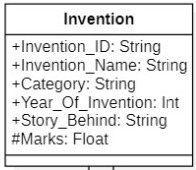 Invention
+Invention_ID: String
+Invention_Name: String
+Category: String
+Year_Of_Invention: Int
+Story_Behind: String
#Marks: Float